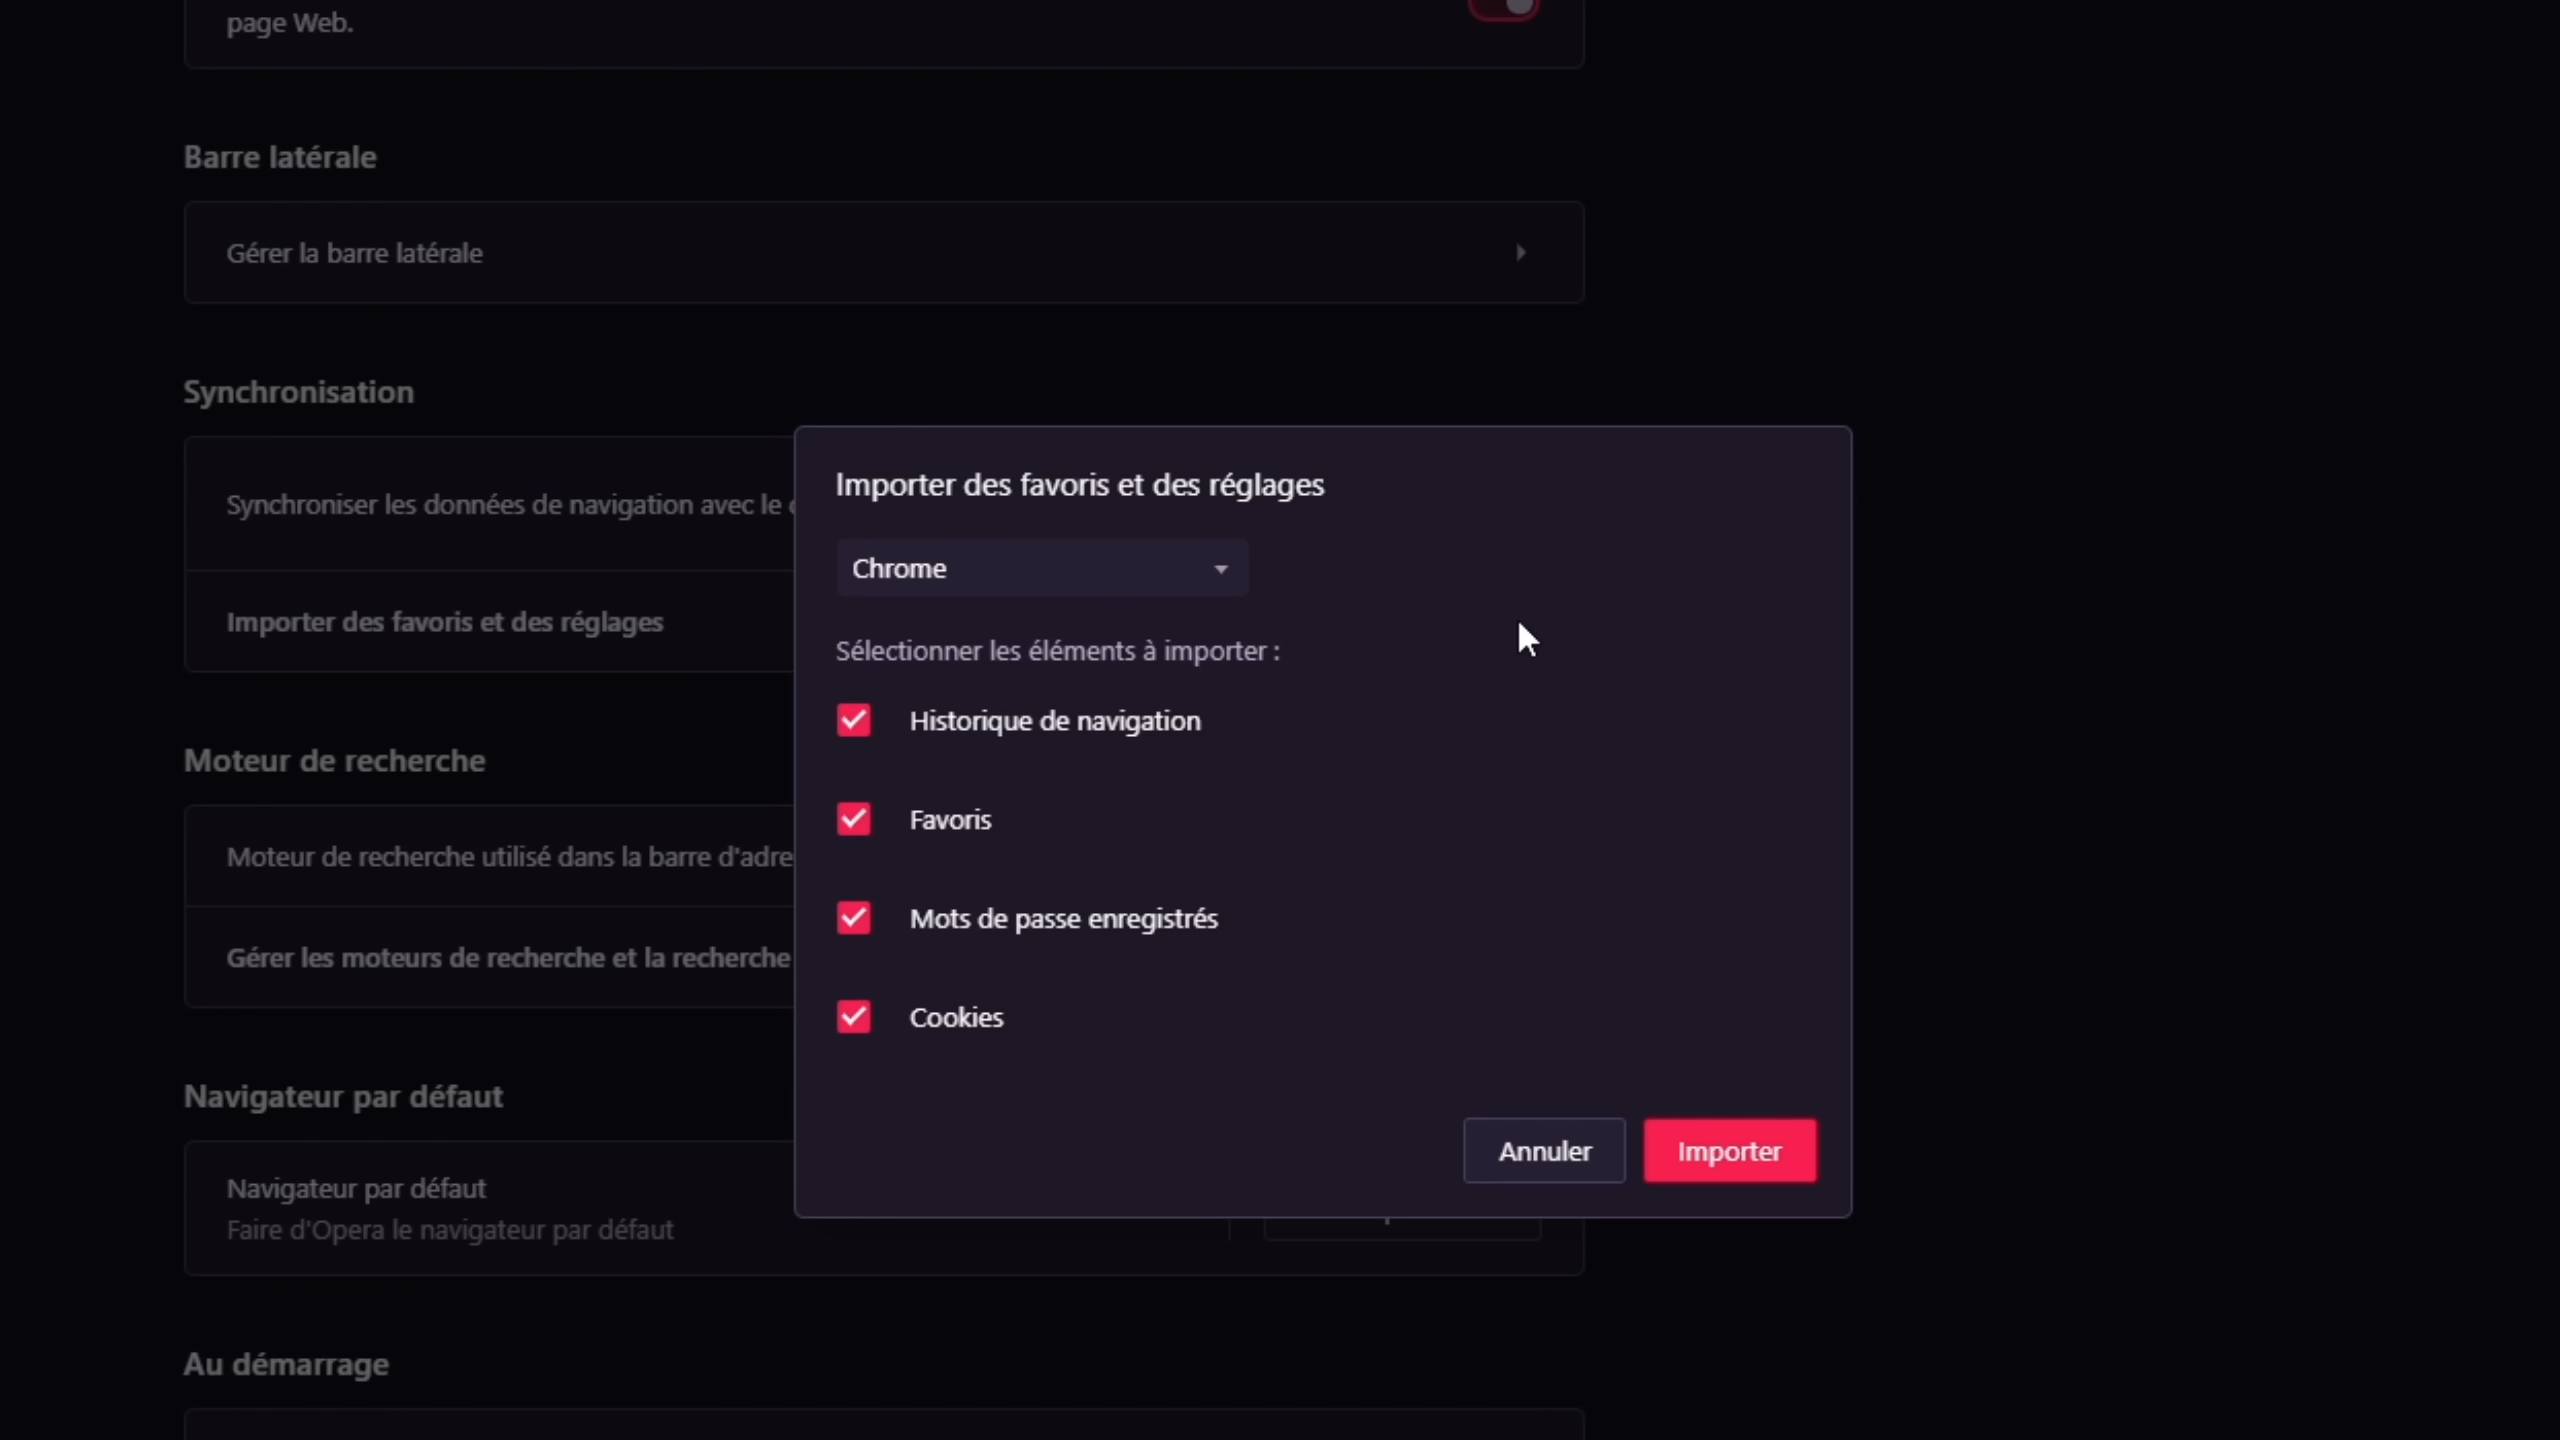 page Web.
Barre latérale
Gérer la barre latérale
Synchronisation
Synchroniser les données de navigation avec le
Importer des favoris et des réglages
Moteur de recherche
Moteur de recherche utilisé dans la barre d'adre
Gérer les moteurs de recherche et la recherche
Navigateur par défaut
Navigateur par défaut
Faire d'Opera le navigateur par défaut
Au démarrage
Importer des favoris et des réglages
Chrome
Sélectionner les éléments à importer :
Historique de navigation
Favoris
Mots de passe enregistrés
Cookies
Annuler
Importer